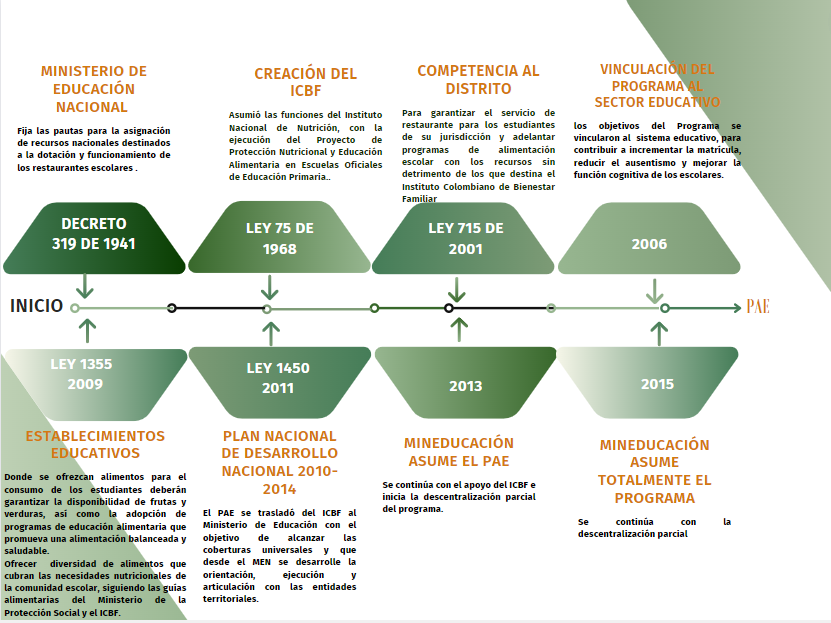 MINISTERIO DE
EDUCACIÓN
NACIONAL
Fija las pautas para la asignación
de recursos nacionales destinados
a la dotación y funcionamiento de
los restaurantes escolares .
CREACIÓN DEL
ICBF
Asumió las funciones del Instituto
Nacional de Nutrición, con la
ejecución del Proyecto de
Protección Nutricional y Educación
Alimentaria en Escuelas Oficiales
de Educación Primaria..
COMPETENCIA AL
DISTRITO
Para garantizar el servicio de
restaurante para los estudiantes
de su jurisdicción y adelantar
programas de alimentación
escolar con los recursos sin
detrimento de los que destina el
Instituto Colombiano de Bienestar
Familiar
VINCULACIÓN DEL
PROGRAMA AL
SECTOR EDUCATIVO
los objetivos del Programa se
vincularon al sistema educativo, para
contribuir a incrementar la matrícula,
reducir el ausentismo y mejorar la
función cognitiva de los escolares.
DECRETO
319 DE 1941
LEY 75 DE
1968
LEY 715 DE
2001
2006
INICIO
PAE
LEY 1355
2009
LEY 1450
2011
2013
2015
ESTABLECIMIENTOS
EDUCATIVOS
Donde se ofrezcan alimentos para el
consumo de los estudiantes deberán
garantizar la disponibilidad de frutas y
verduras, así como la adopción de
programas de educación alimentaria que
promueva una alimentación balanceada y
saludable.
Ofrecer diversidad de alimentos que
cubran las necesidades nutricionales de
la comunidad escolar, siguiendo las guías
alimentarias del Ministerio de la
Protección Social y el ICBF.
PLAN NACIONAL
DE DESARROLLO
NACIONAL 2010-
2014
El PAE se trasladó del ICBF al
Ministerio de Educación con el
objetivo de alcanzar las
coberturas universales y que
desde el MEN se desarrolle la
orientación, ejecución y
articulación con las entidades
territoriales.
MINEDUCACIÓN
ASUME EL PAE
Se continúa con el apoyo del ICBF e
inicia la descentralización parcial
del programa.
MINEDUCACIÓN
ASUME
TOTALMENTE EL
PROGRAMA
Se continúa con la
descentralización parcial